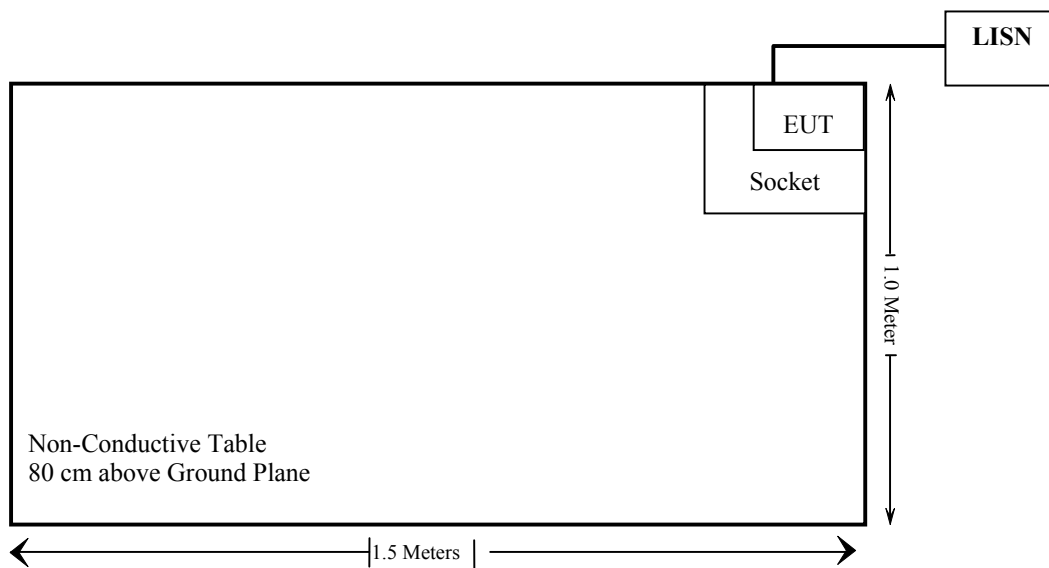 LISN
EUT
Socket
1.0 Meter
Non-Conductive Table
80 cm above Ground Plane
1.5 Meters